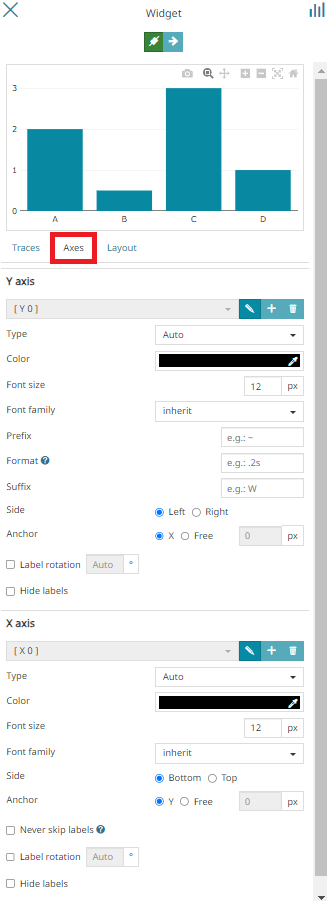 Widget
3
2
1
0
A B C D
Traces Axes Layout
Y axis
[ Y 0 ]
Type Auto
Color
Font size 12 px
Font family inherit
Prefix e.g.: ~
Format e.g.: .2s
Suffix e.g.: W
Side Left Right
Anchor X Free 0 px
Label rotation Auto °
Hide labels
X axis
[ X 0 ]
Type Auto
Color
Font size 12 px
Font family inherit
Side Bottom Top
Anchor Y Free 0 px
Never skip labels ?
Label rotation Auto °
Hide labels